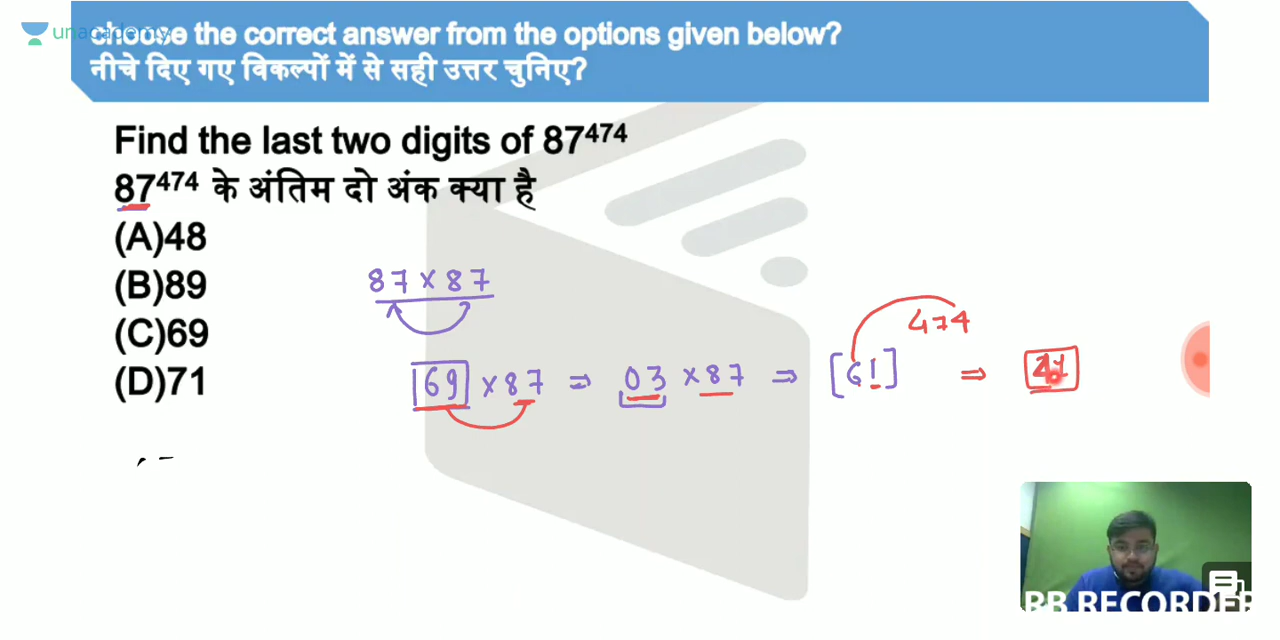 unacademy
choose the correct answer from the options given below?
नीचे दिए गए विकल्पों में से सही उत्तर चुनिए?
Find the last two digits of 87⁴⁷⁴
87⁴⁷⁴ के अंतिम दो अंक क्या है
(A)48
(B)89
(C)69
(D)71
87 × 87
69 × 87 ⇒ 03 × 87 ⇒ [61] 474 ⇒
RB RECORDER